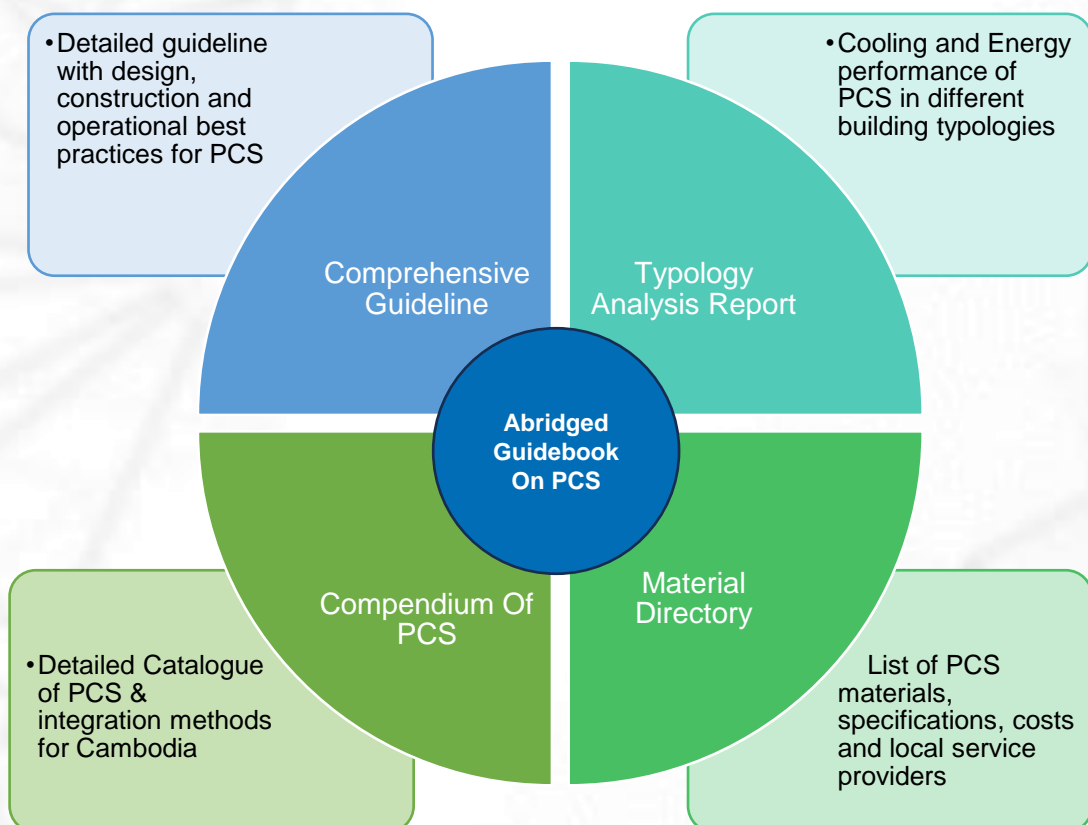 •Detailed guideline
with design,
construction and
operational best
practices for PCS
•Cooling and Energy
performance of
PCS in different
building typologies
Comprehensive
Guideline
Typology
Analysis Report
Abridged
Guidebook
On PCS
Compendium Of
PCS
Material
Directory
•Detailed Catalogue
of PCS &
integration methods
for Cambodia
List of PCS
materials,
specifications, costs
and local service
providers